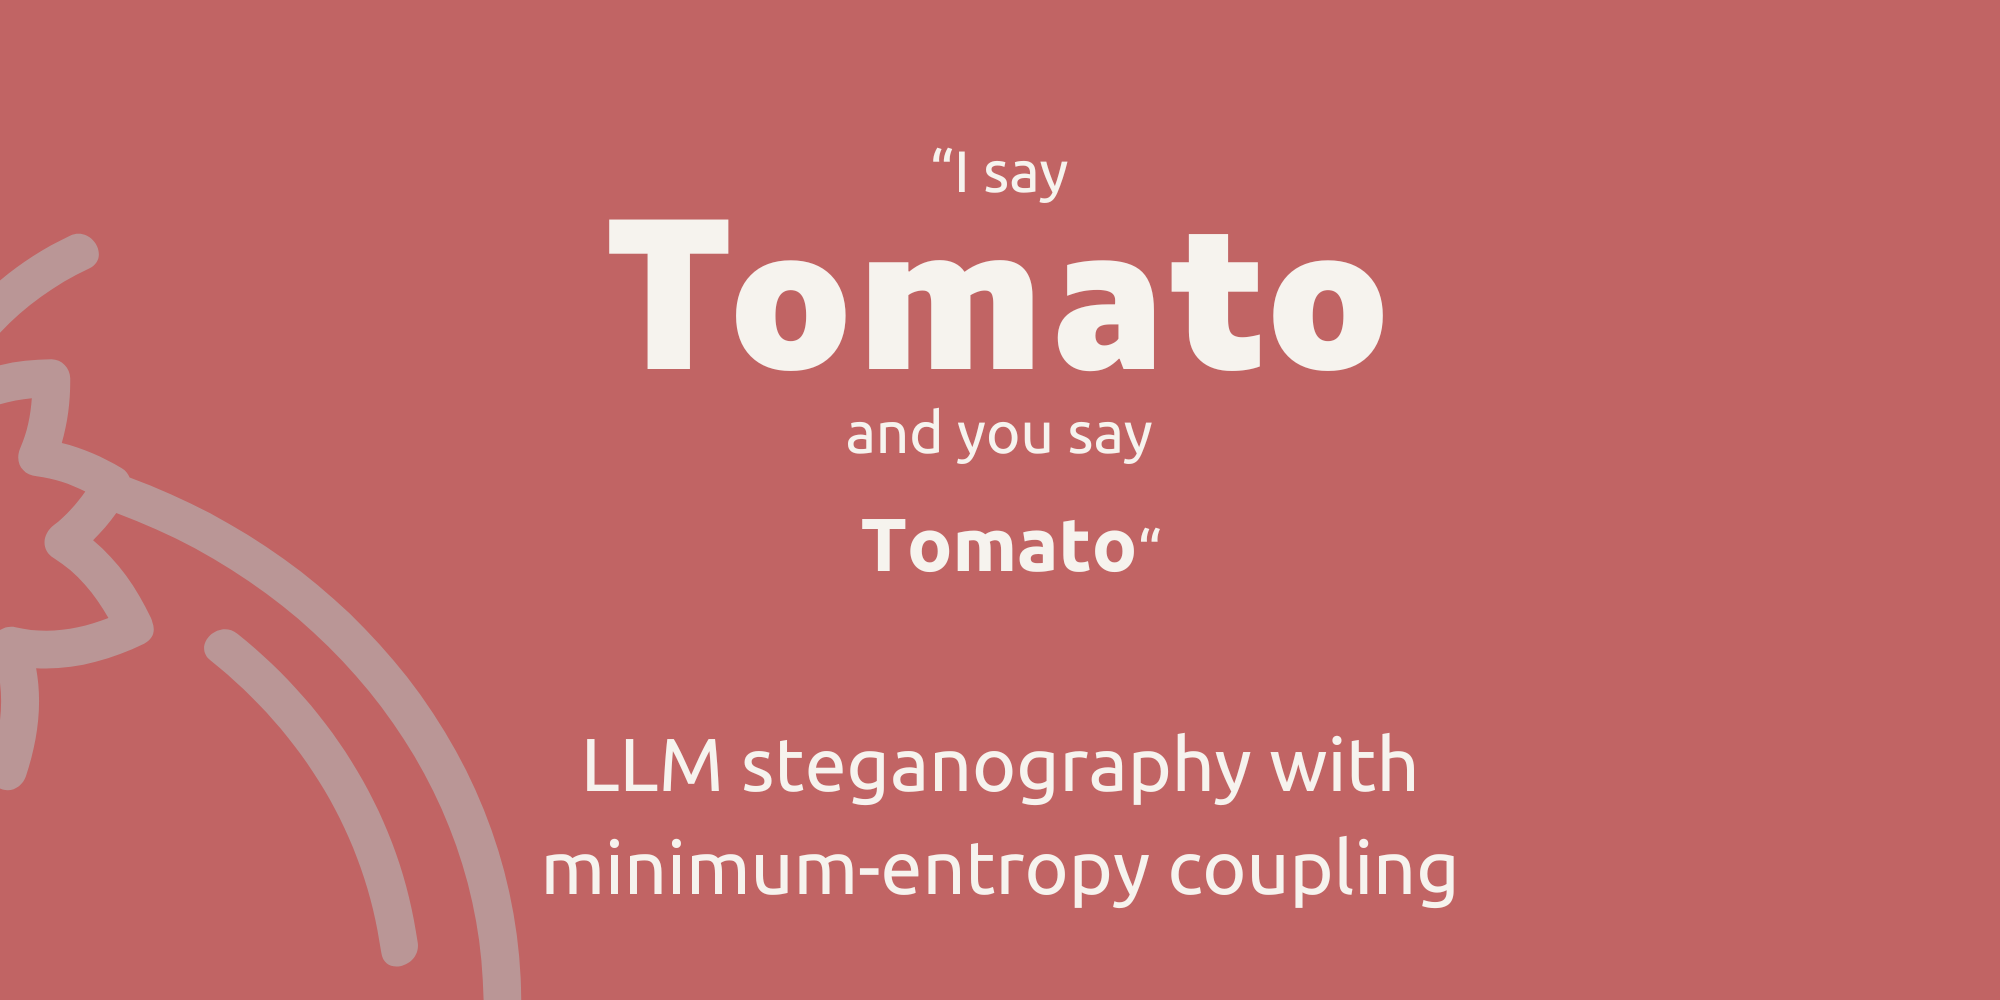 “I say
Tomato
and you say
Tomato“
LLM steganography with
minimum-entropy coupling